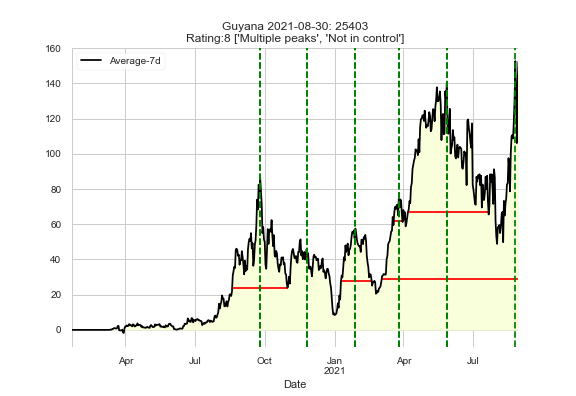 Guyana 2021-08-30: 25403
Rating:8 ['Multiple peaks', 'Not in control']
Average-7d
160
140
120
100
80
60
40
20
0
Apr
Jul
Oct
Jan
2021
Apr
Jul
Date